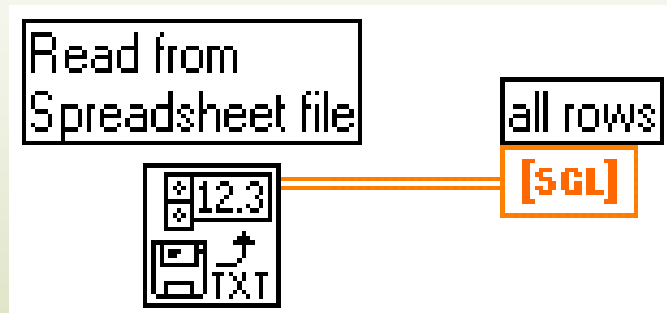 Read from
Spreadsheet file
all rows
[SGL]
12.3
TXT